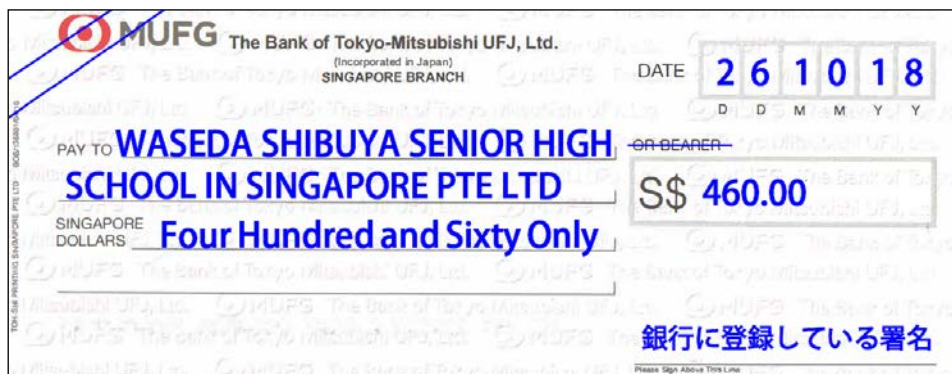 MUFG The Bank of Tokyo-Mitsubishi UFJ, Ltd.
(Incorporated in Japan)
SINGAPORE BRANCH
DATE 2 6 1 0 1 8
D D M M Y Y
PAY TO WASEDA SHIBUYA SENIOR HIGH OR BEARER
SCHOOL IN SINGAPORE PTE LTD
S$ 460.00
SINGAPORE
DOLLARS Four Hundred and Sixty Only
銀行に登録している署名
Please Sign Above This Line